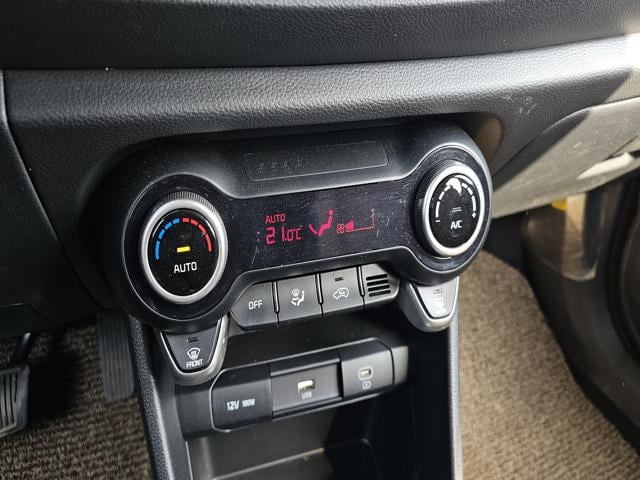 AUTO
21.0°C
AUTO
A/C
OFF
FRONT
12V 180W
USB